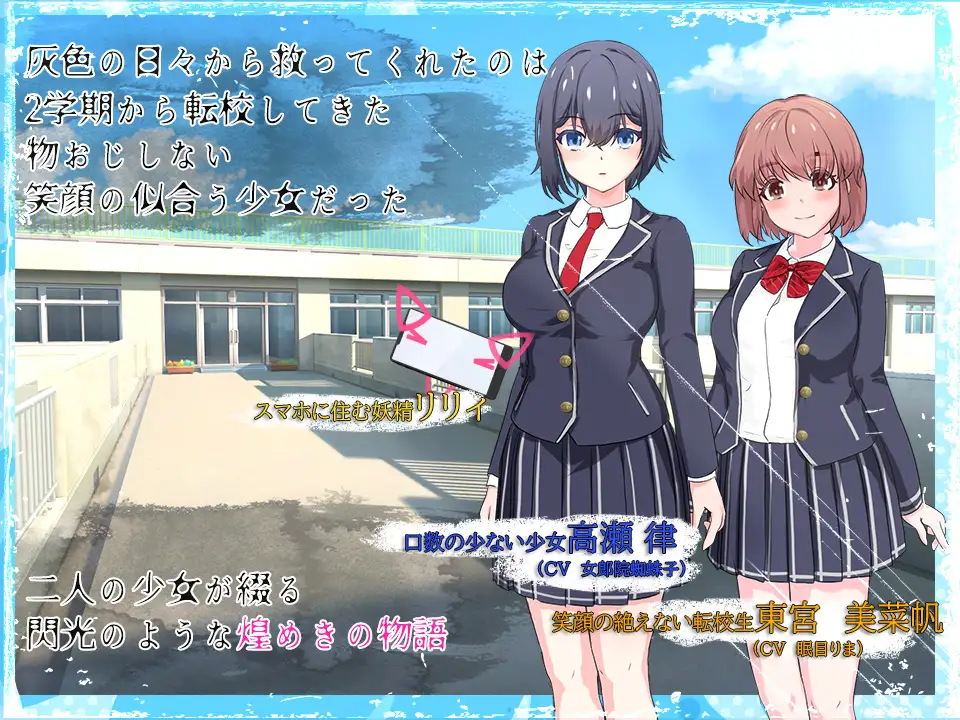 灰色の日々から救ってくれたのは
2学期から転校してきた
物おじしない
笑顔の似合う少女だった
スマホに住む妖精リリィ
口数の少ない少女高瀬 律
(CV 女郎院蜘蛛子)
笑顔の絶えない転校生東宮 美菜帆
(CV 眠目りま)
二人の少女が綴る
閃光のような煌めきの物語